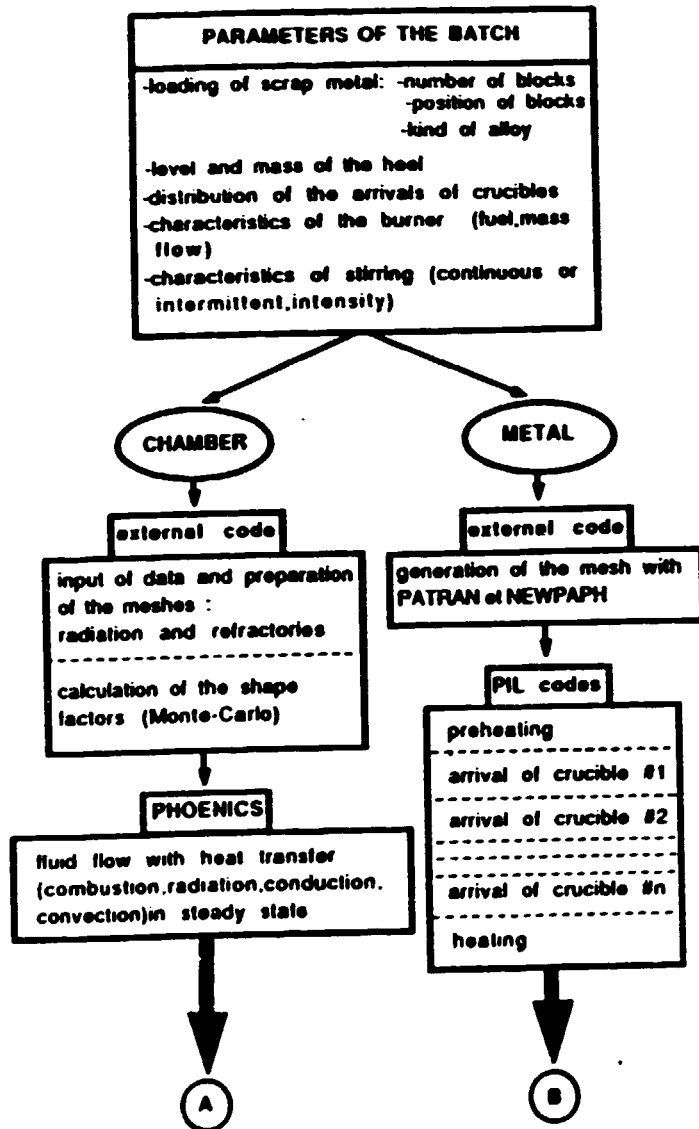 PARAMETERS OF THE BATCH
-loading of scrap metal: -number of blocks
-position of blocks
-kind of alloy
-level and mass of the heel
-distribution of the arrivals of crucibles
-characteristics of the burner (fuel,mass
flow)
-characteristics of stirring (continuous or
intermittent,intensity)
CHAMBER
external code
input of data and preparation
of the meshes :
radiation and refractories
calculation of the shape
factors (Monte-Carlo)
PHOENICS
fluid flow with heat transfer
(combustion,radiation,conduction,
convection)in steady state
A
METAL
external code
generation of the mesh with
PATRAN et NEWPAPH
PIL codes
preheating
arrival of crucible #1
arrival of crucible #2
arrival of crucible #n
heating
B